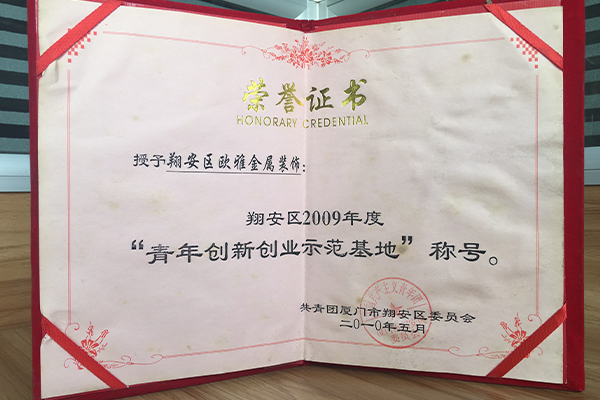 荣誉证书
HONORARY CREDENTIAL
授予翔安区欧雅金属装饰：
翔安区2009年度
“青年创新创业示范基地”称号。
共青团厦门市翔安区委员会
二〇一〇年五月